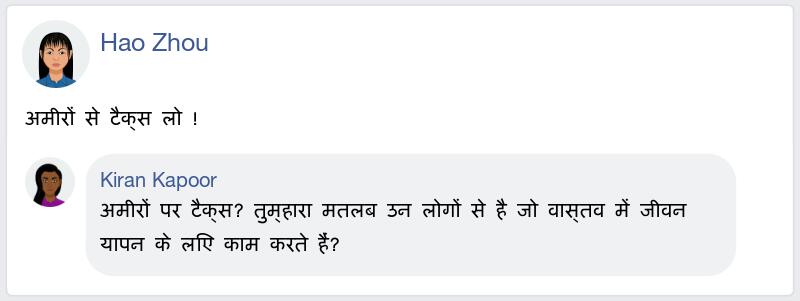 Hao Zhou
अमीरों से टैक्स लो !
Kiran Kapoor
अमीरों पर टैक्स? तुम्हारा मतलब उन लोगों से है जो वास्तव में जीवन
यापन के लिए काम करते हैं?